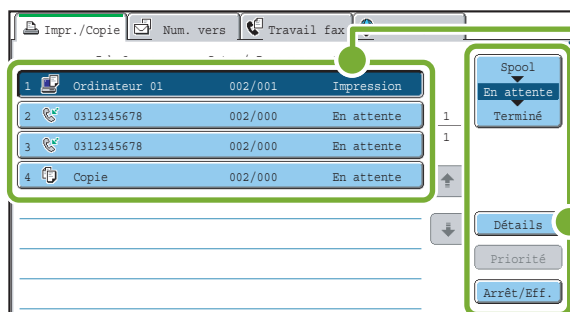 Impr./Copie Num. vers Travail fax
1 Ordinateur 01 002/001 Impression
2 0312345678 002/000 En attente
3 0312345678 002/000 En attente
4 Copie 002/000 En attente
1
1
Spool
En attente
Terminé
Détails
Priorité
Arrêt/Eff.